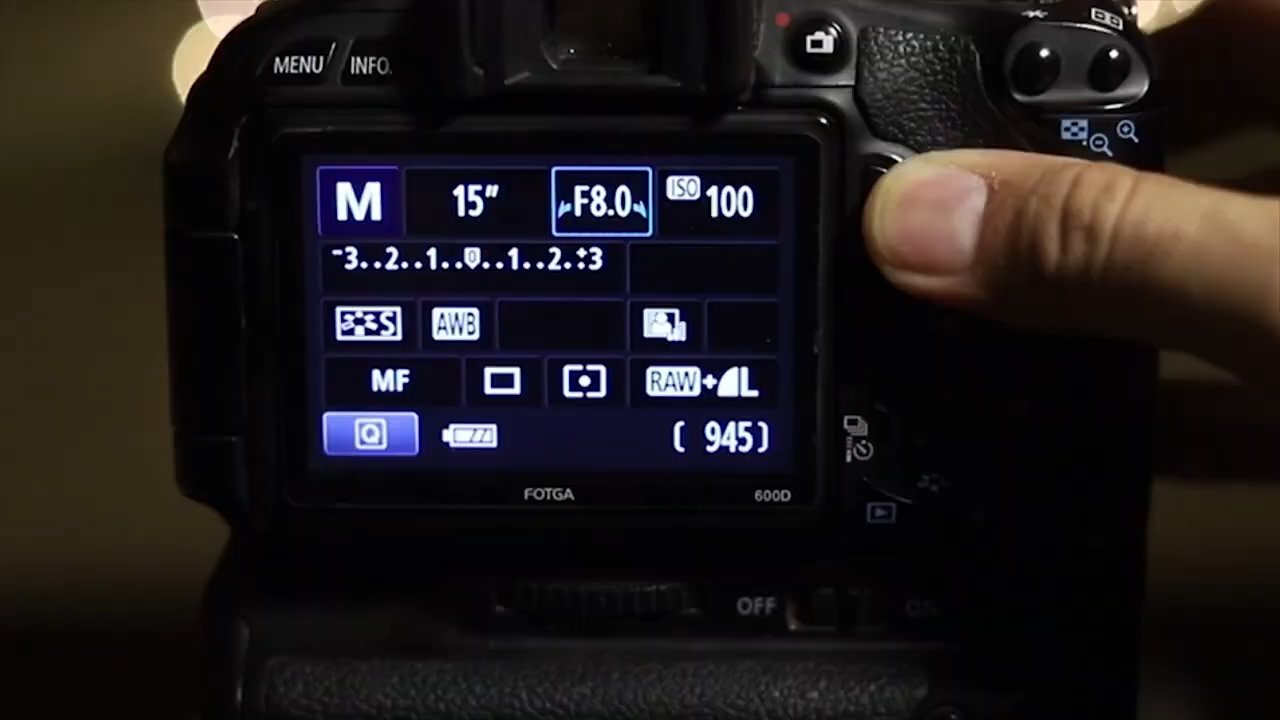 MENU INFO.
M 15" F8.0 ISO 100
-3..2..1..0..1..2..+3
S AWB
MF RAW+L
Q [ 945]
FOTGA 600D
OFF